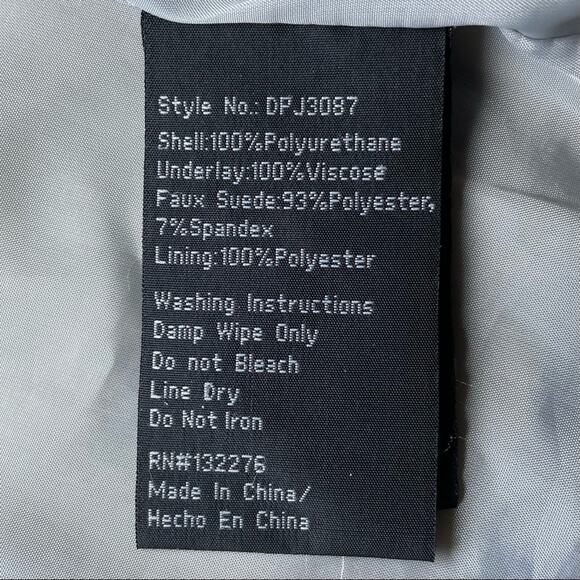 Style No.: DPJ3087
Shell:100%Polyurethane
Underlay:100%Viscose
Faux Suede:93%Polyester,
7%Spandex
Lining:100%Polyester
Washing Instructions
Damp Wipe Only
Do not Bleach
Line Dry
Do Not Iron
RN#132276
Made In China/
Hecho En China